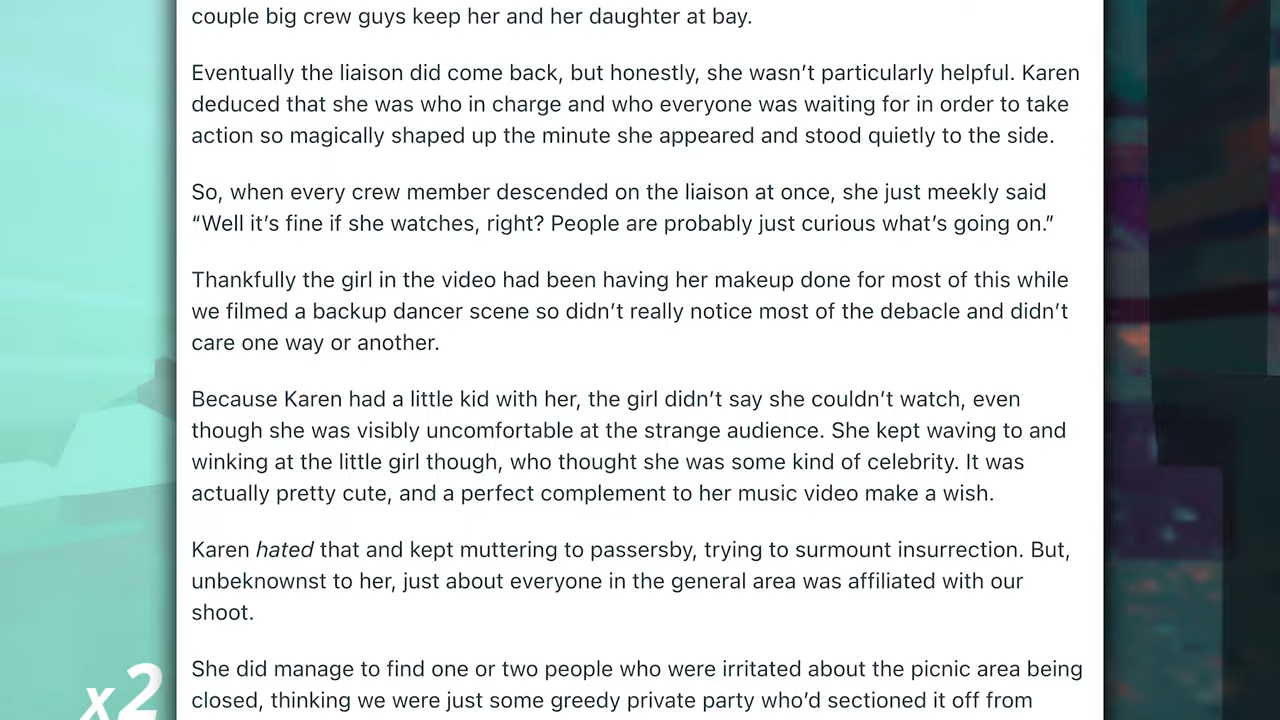 couple big crew guys keep her and her daughter at bay.
Eventually the liaison did come back, but honestly, she wasn’t particularly helpful. Karen
deduced that she was who in charge and who everyone was waiting for in order to take
action so magically shaped up the minute she appeared and stood quietly to the side.
So, when every crew member descended on the liaison at once, she just meekly said
“Well it’s fine if she watches, right? People are probably just curious what’s going on.”
Thankfully the girl in the video had been having her makeup done for most of this while
we filmed a backup dancer scene so didn’t really notice most of the debacle and didn’t
care one way or another.
Because Karen had a little kid with her, the girl didn’t say she couldn’t watch, even
though she was visibly uncomfortable at the strange audience. She kept waving to and
winking at the little girl though, who thought she was some kind of celebrity. It was
actually pretty cute, and a perfect complement to her music video make a wish.
Karen hated that and kept muttering to passersby, trying to surmount insurrection. But,
unbeknownst to her, just about everyone in the general area was affiliated with our
shoot.
She did manage to find one or two people who were irritated about the picnic area being
closed, thinking we were just some greedy private party who’d sectioned it off from
x2